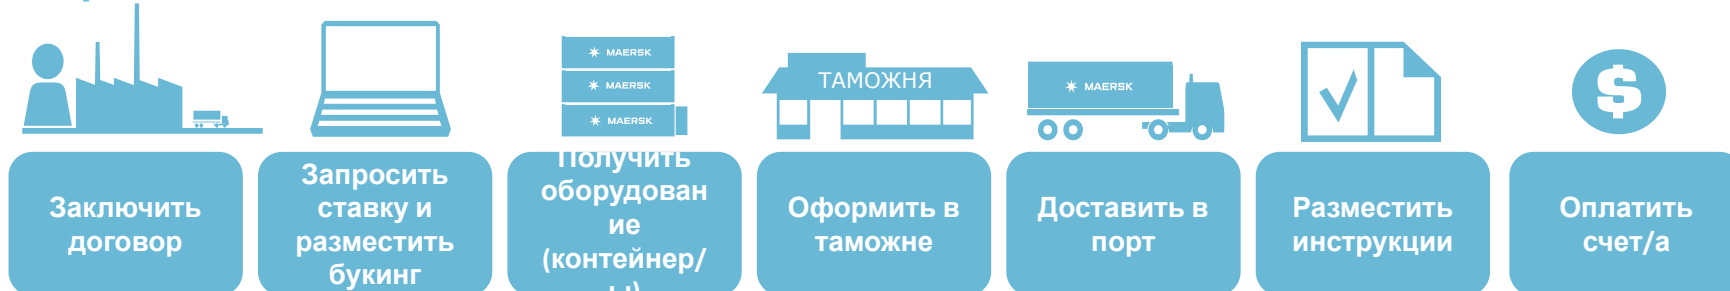 MAERSK
MAERSK
MAERSK
ТАМОЖНЯ
MAERSK
Заключить
договор
Запросить
ставку и
разместить
букинг
Получить
оборудован
ие
(контейнер/
ы)
Оформить в
таможне
Доставить в
порт
Разместить
инструкции
Оплатить
счет/а